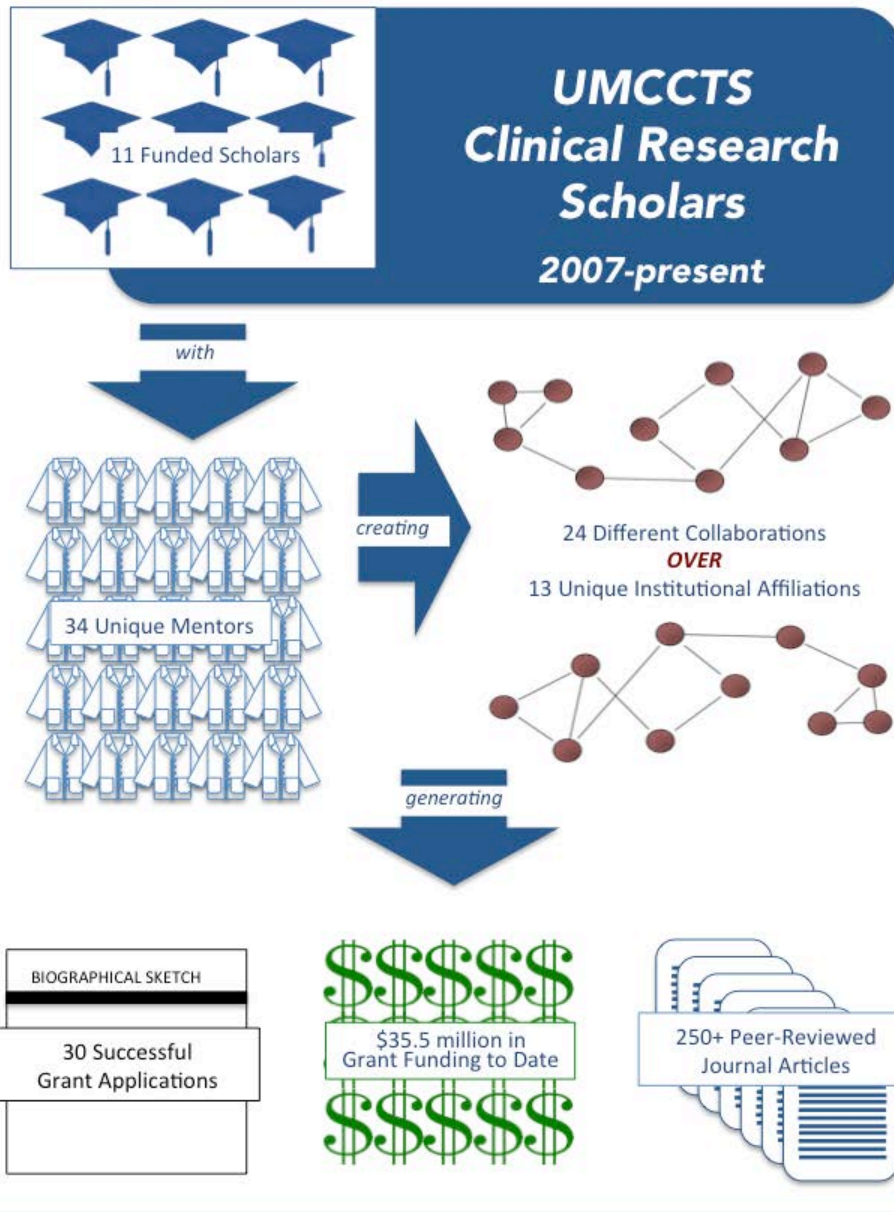 11 Funded Scholars
UMCCTS
Clinical Research
Scholars
2007-present
with
34 Unique Mentors
creating
24 Different Collaborations
OVER
13 Unique Institutional Affiliations
generating
BIOGRAPHICAL SKETCH
30 Successful
Grant Applications
$35.5 million in
Grant Funding to Date
250+ Peer-Reviewed
Journal Articles